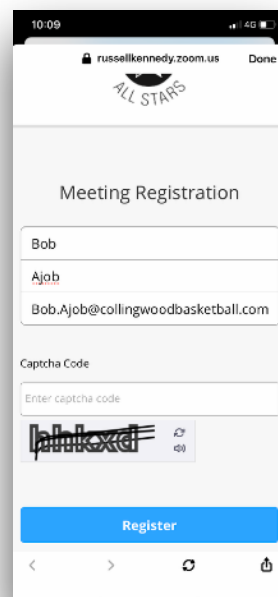 10:09
4G
russellkennedy.zoom.us Done
ALL STARS
Meeting Registration
Bob
Ajob
Bob.Ajob@collingwoodbasketball.com
Captcha Code
Enter captcha code
Register